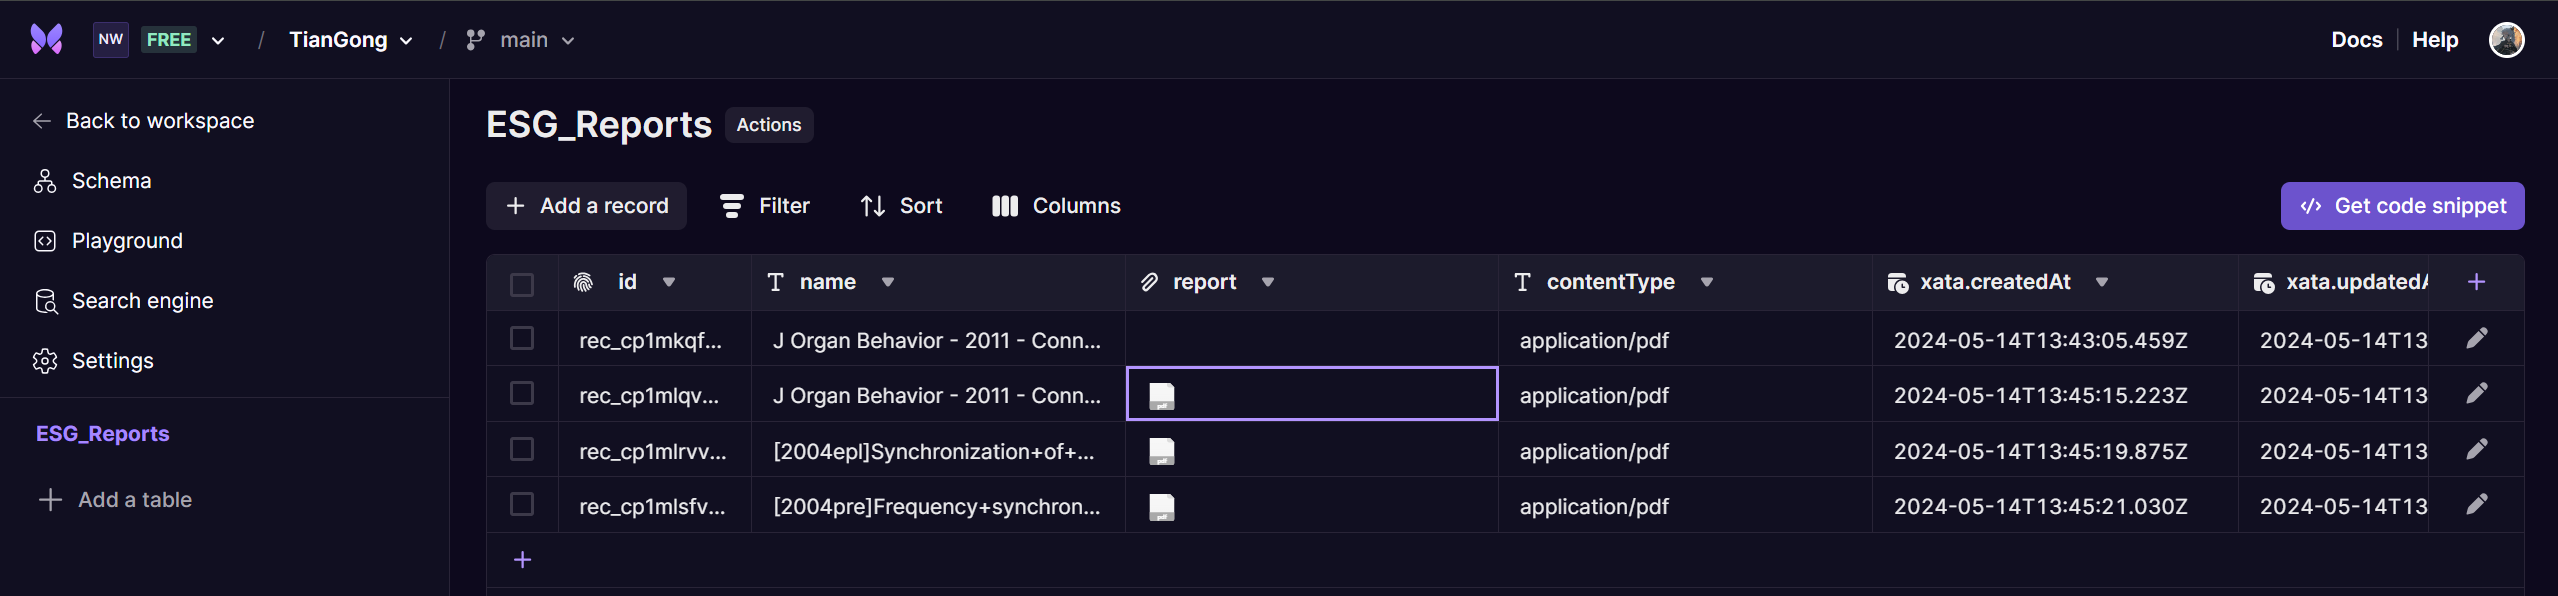 NW FREE / TianGong / main Docs Help
Back to workspace
Schema
Playground
Search engine
Settings
ESG_Reports
Add a table
ESG_Reports Actions
Add a record Filter Sort Columns Get code snippet
id name report contentType xata.createdAt xata.updatedA
rec_cp1mkqf... J Organ Behavior - 2011 - Conn... application/pdf 2024-05-14T13:43:05.459Z 2024-05-14T13
rec_cp1mlqv... J Organ Behavior - 2011 - Conn... pdf application/pdf 2024-05-14T13:45:15.223Z 2024-05-14T13
rec_cp1mlrvv... [2004epl]Synchronization+of+... pdf application/pdf 2024-05-14T13:45:19.875Z 2024-05-14T13
rec_cp1mlsfv... [2004pre]Frequency+synchron... pdf application/pdf 2024-05-14T13:45:21.030Z 2024-05-14T13